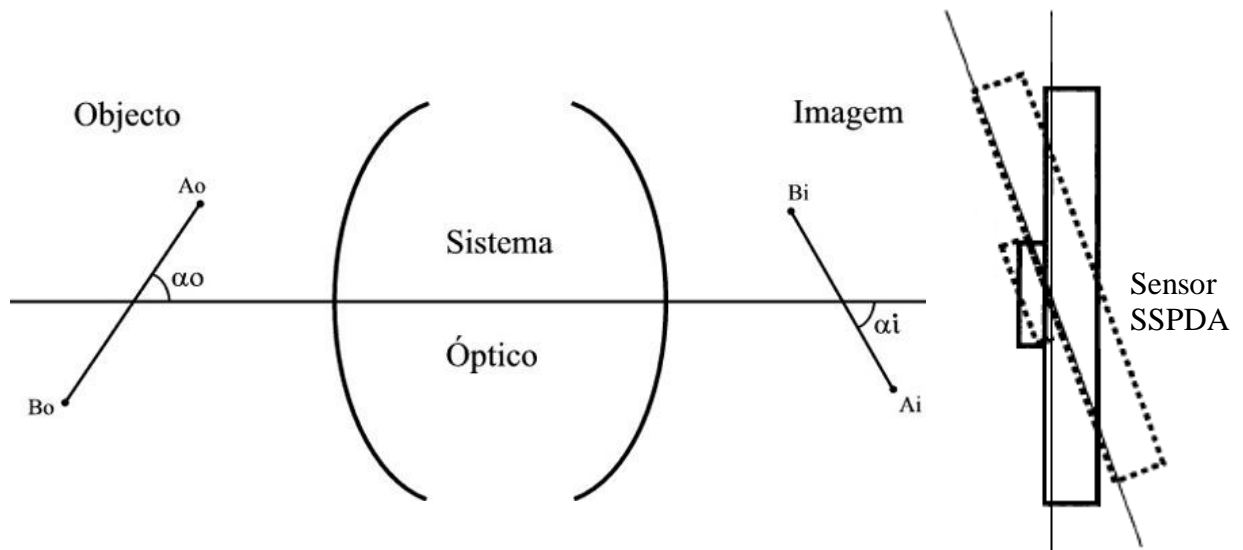 Objecto
Imagem
Ao
Bi
Sistema
αo
αi
Óptico
Bo
Ai
Sensor
SSPDA